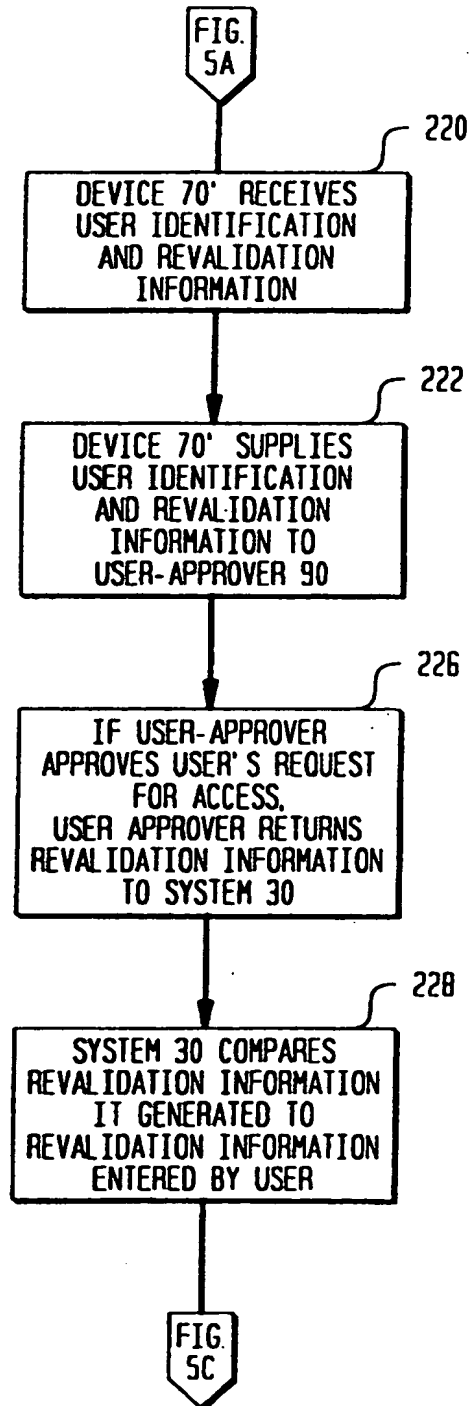 FIG.
5A
220
DEVICE 70' RECEIVES
USER IDENTIFICATION
AND REVALIDATION
INFORMATION
222
DEVICE 70' SUPPLIES
USER IDENTIFICATION
AND REVALIDATION
INFORMATION TO
USER-APPROVER 90
226
IF USER-APPROVER
APPROVES USER'S REQUEST
FOR ACCESS,
USER APPROVER RETURNS
REVALIDATION INFORMATION
TO SYSTEM 30
228
SYSTEM 30 COMPARES
REVALIDATION INFORMATION
IT GENERATED TO
REVALIDATION INFORMATION
ENTERED BY USER
FIG.
5C